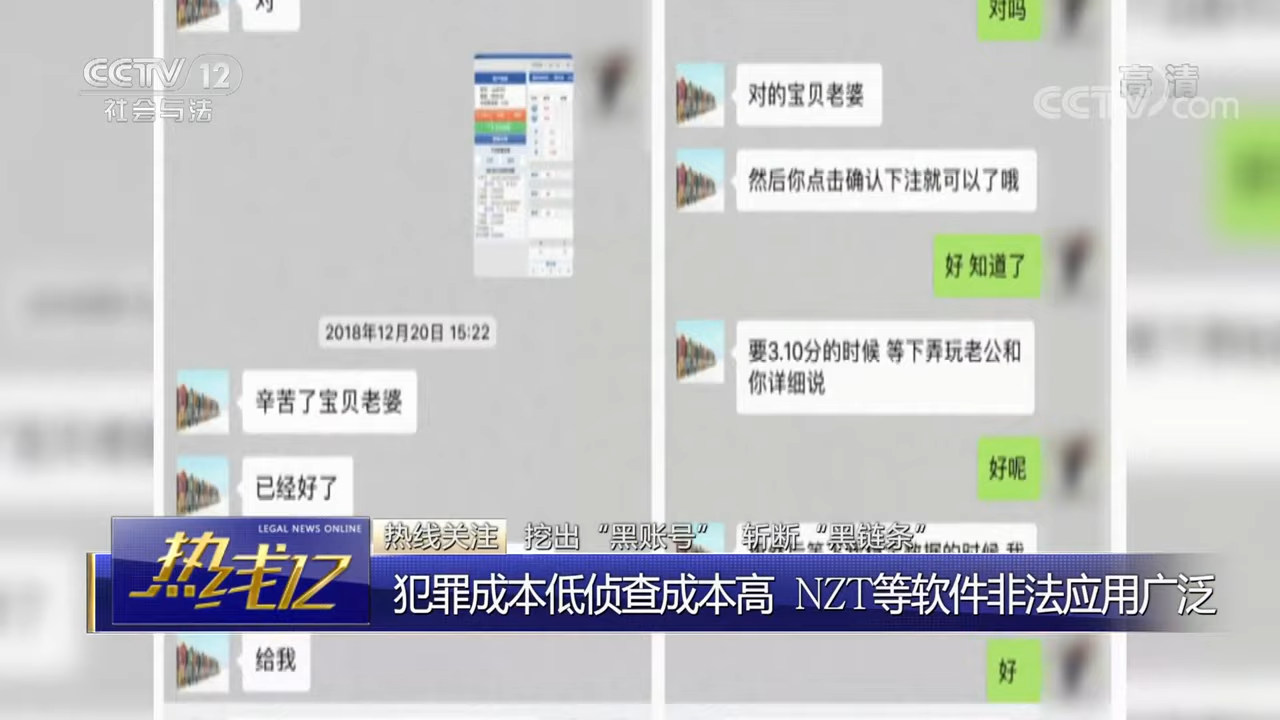 CCTV 12
社会与法
高清
CCTV.com
对
2018年12月20日 15:22
辛苦了宝贝老婆
已经好了
给我
对吗
对的宝贝老婆
然后你点击确认下注就可以了哦
好 知道了
要3.10分的时候 等下弄玩老公和
你详细说
好呢
好
LEGAL NEWS ONLINE
热线12
热线关注 挖出“黑账号” 斩断“黑链条”
犯罪成本低侦查成本高 NZT等软件非法应用广泛